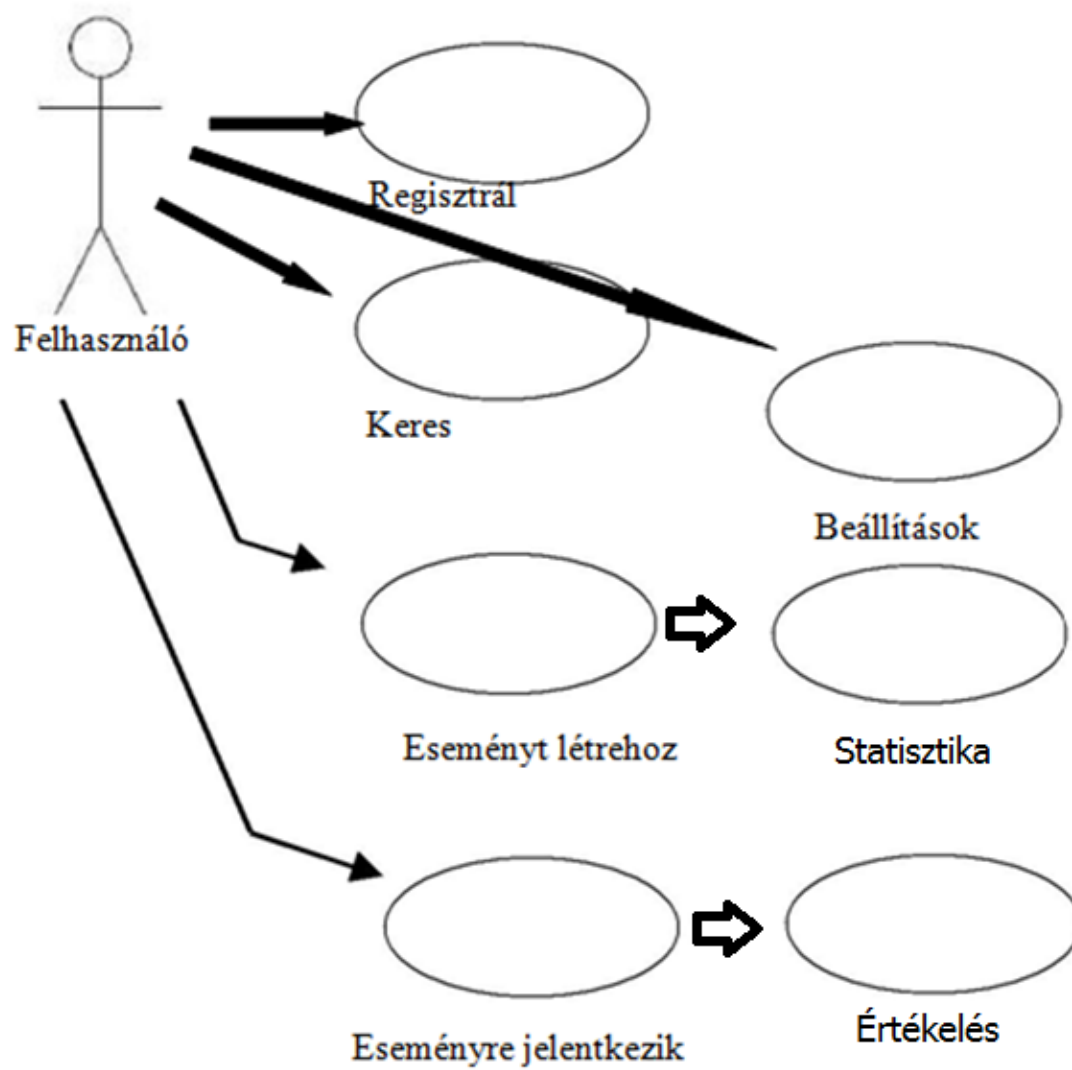 Regisztrál
Felhasználó
Keres
Beállítások
Eseményt létrehoz
Statisztika
Eseményre jelentkezik
Értékelés